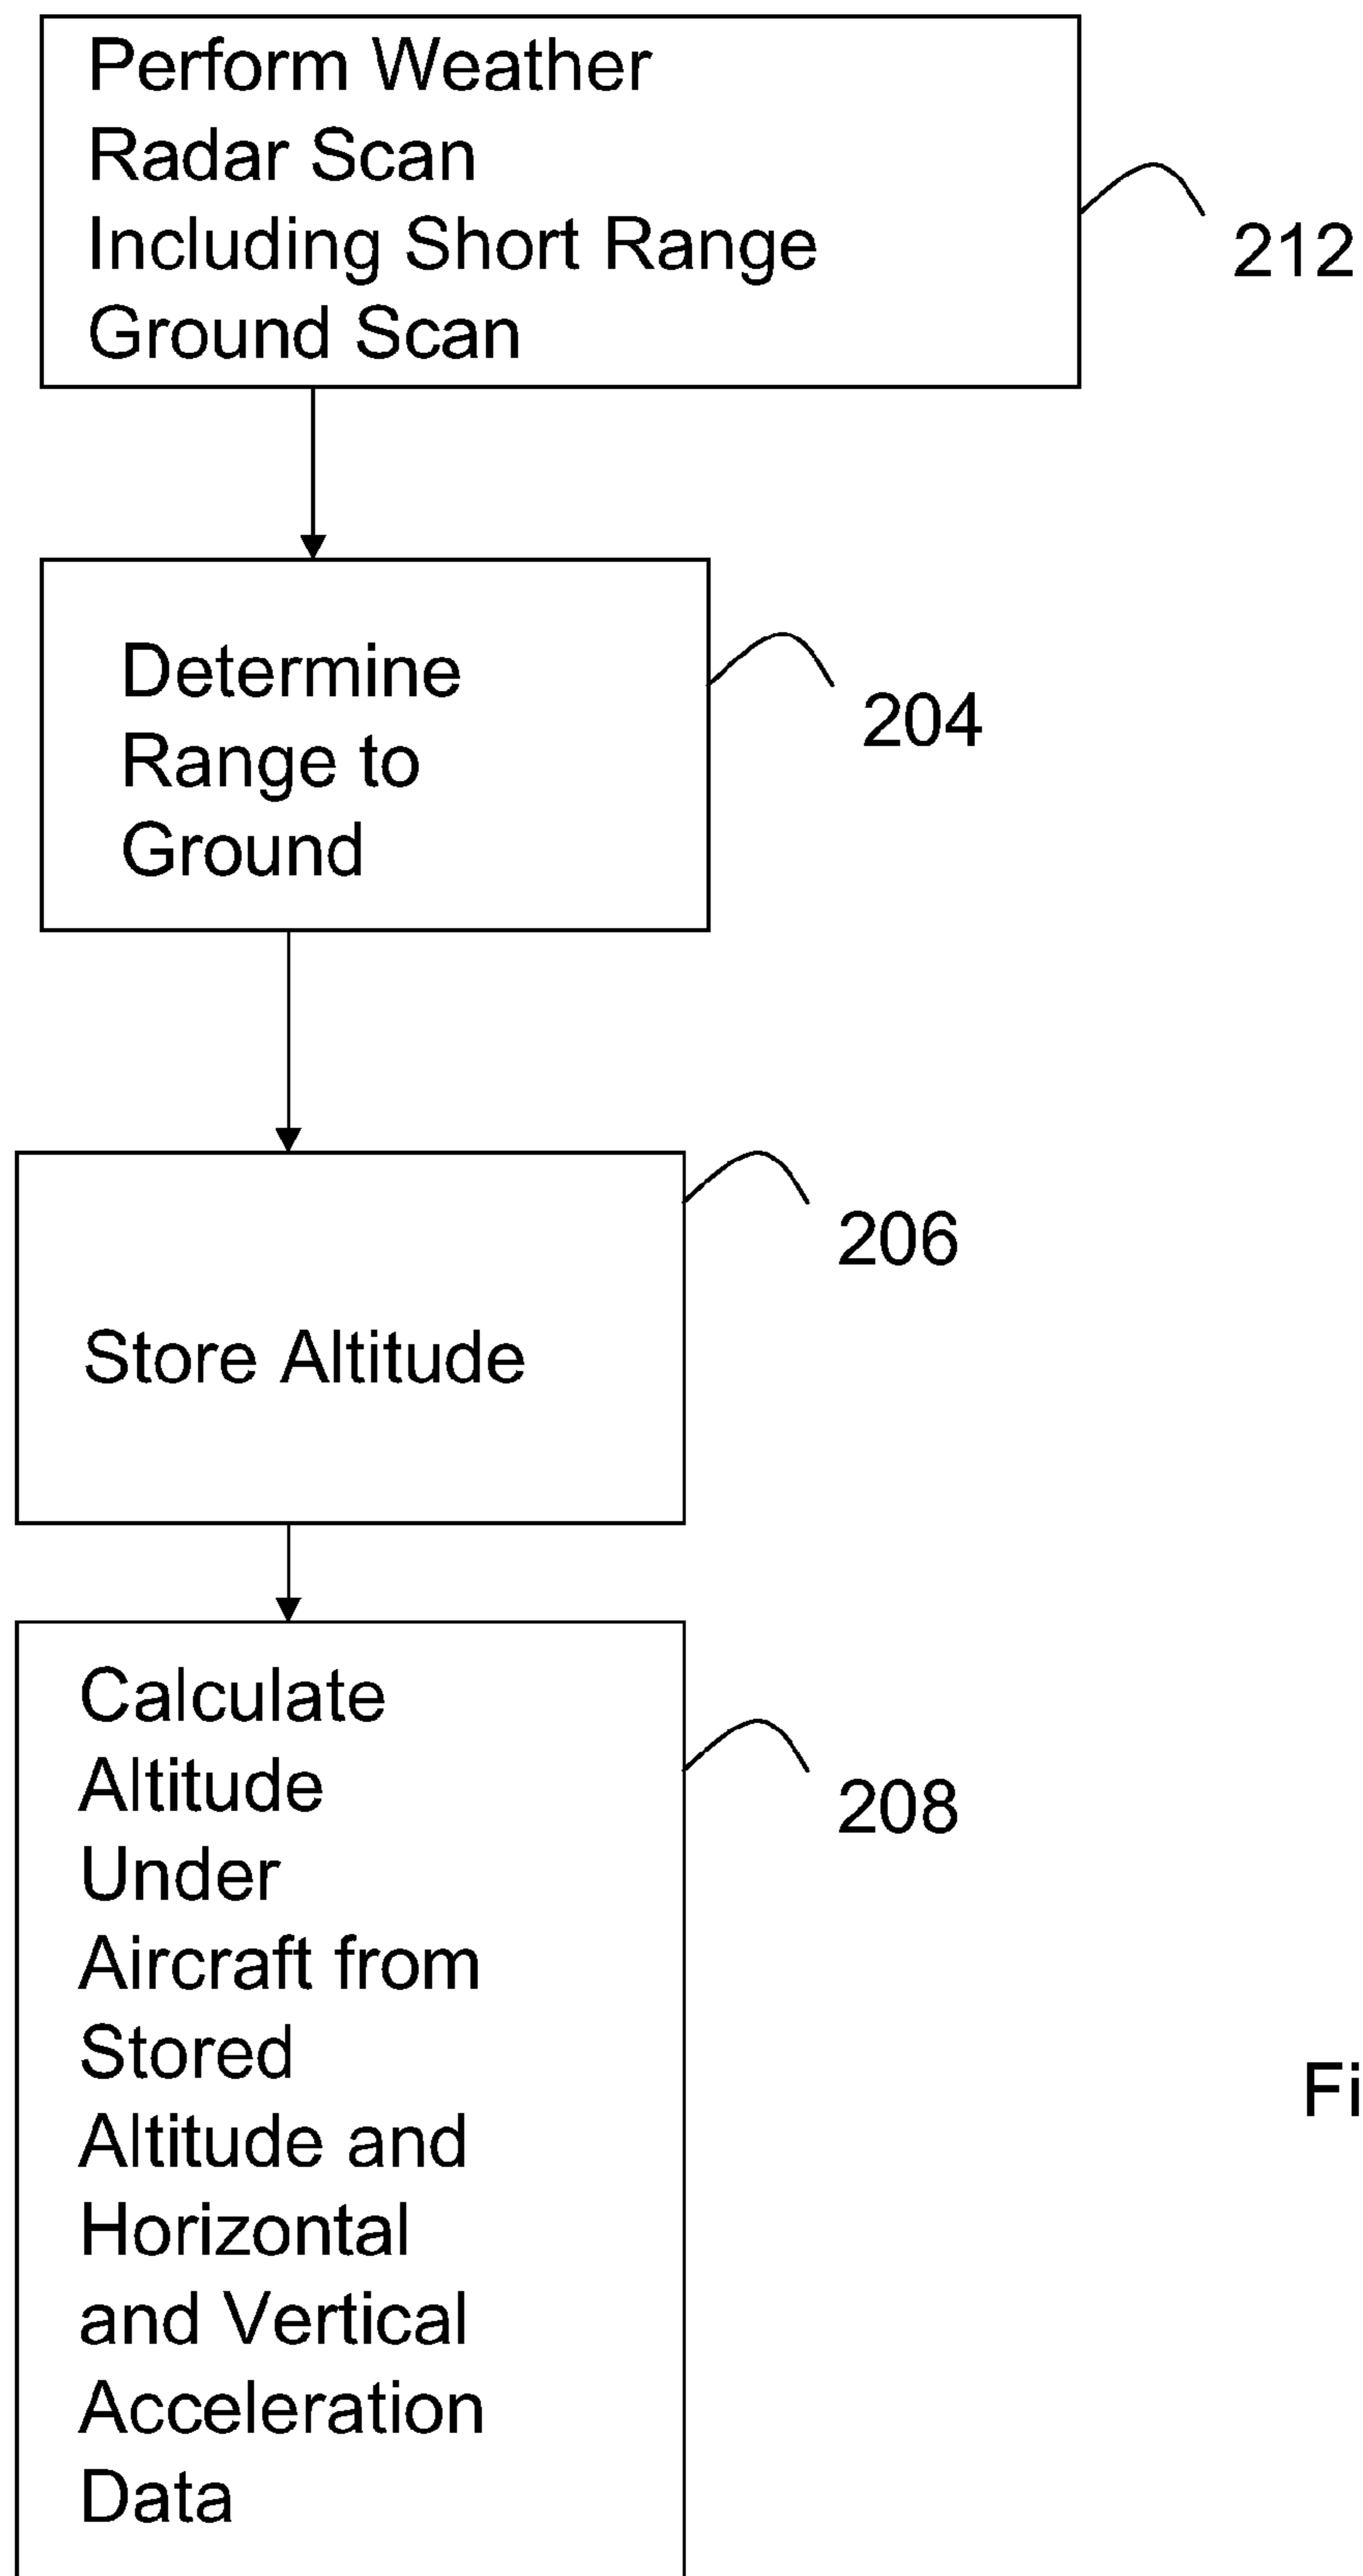 Perform Weather
Radar Scan
Including Short Range
Ground Scan
212
Determine
Range to
Ground
204
206
Store Altitude
Calculate
Altitude
Under
Aircraft from
Stored
Altitude and
Horizontal
and Vertical
Acceleration
Data
208
Fi